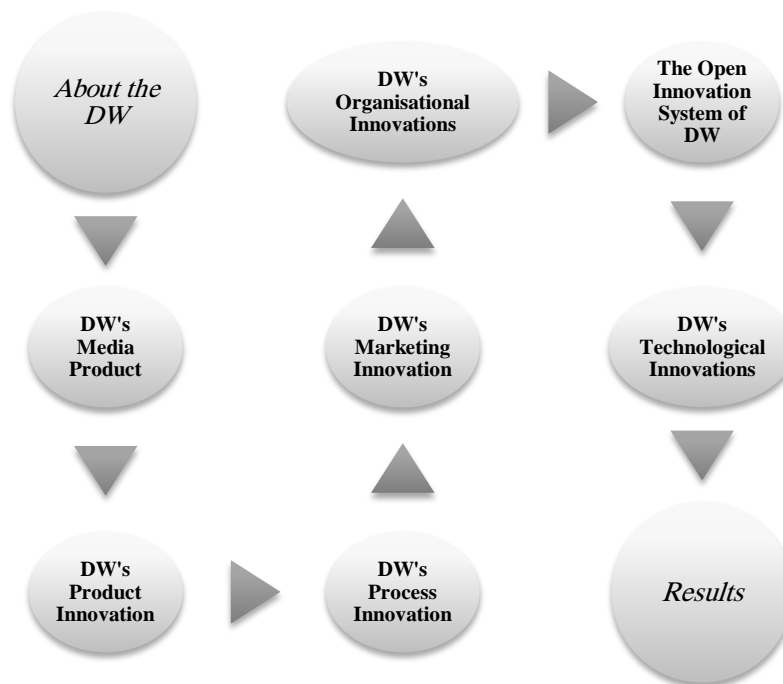 About the
DW
DW's
Media
Product
DW's
Product
Innovation
DW's
Process
Innovation
DW's
Marketing
Innovation
DW's
Organisational
Innovations
The Open
Innovation
System of
DW
DW's
Technological
Innovations
Results